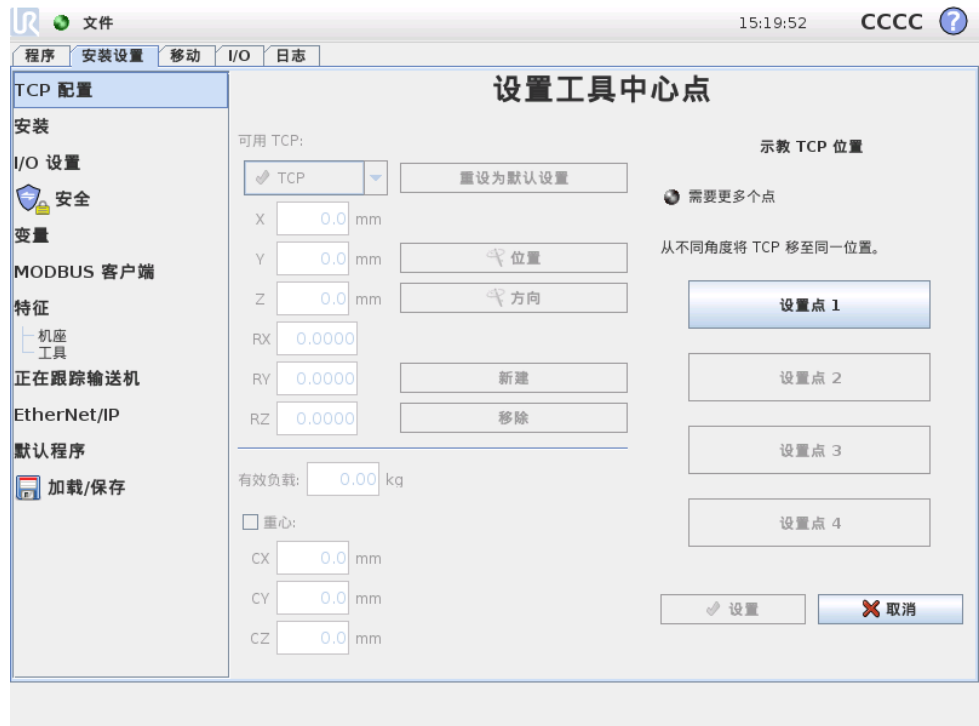 UR 文件 15:19:52 CCCC ?
程序 安装设置 移动 I/O 日志
TCP 配置
安装
I/O 设置
安全
变量
MODBUS 客户端
特征
机座
工具
正在跟踪输送机
EtherNet/IP
默认程序
加载/保存
设置工具中心点
可用 TCP:
TCP 重设为默认设置
X 0.0 mm
Y 0.0 mm 位置
Z 0.0 mm 方向
RX 0.0000
RY 0.0000 新建
RZ 0.0000 移除
有效负载: 0.00 kg
重心:
CX 0.0 mm
CY 0.0 mm
CZ 0.0 mm
示教 TCP 位置
需要更多个点
从不同角度将 TCP 移至同一位置。
设置点 1
设置点 2
设置点 3
设置点 4
设置 取消